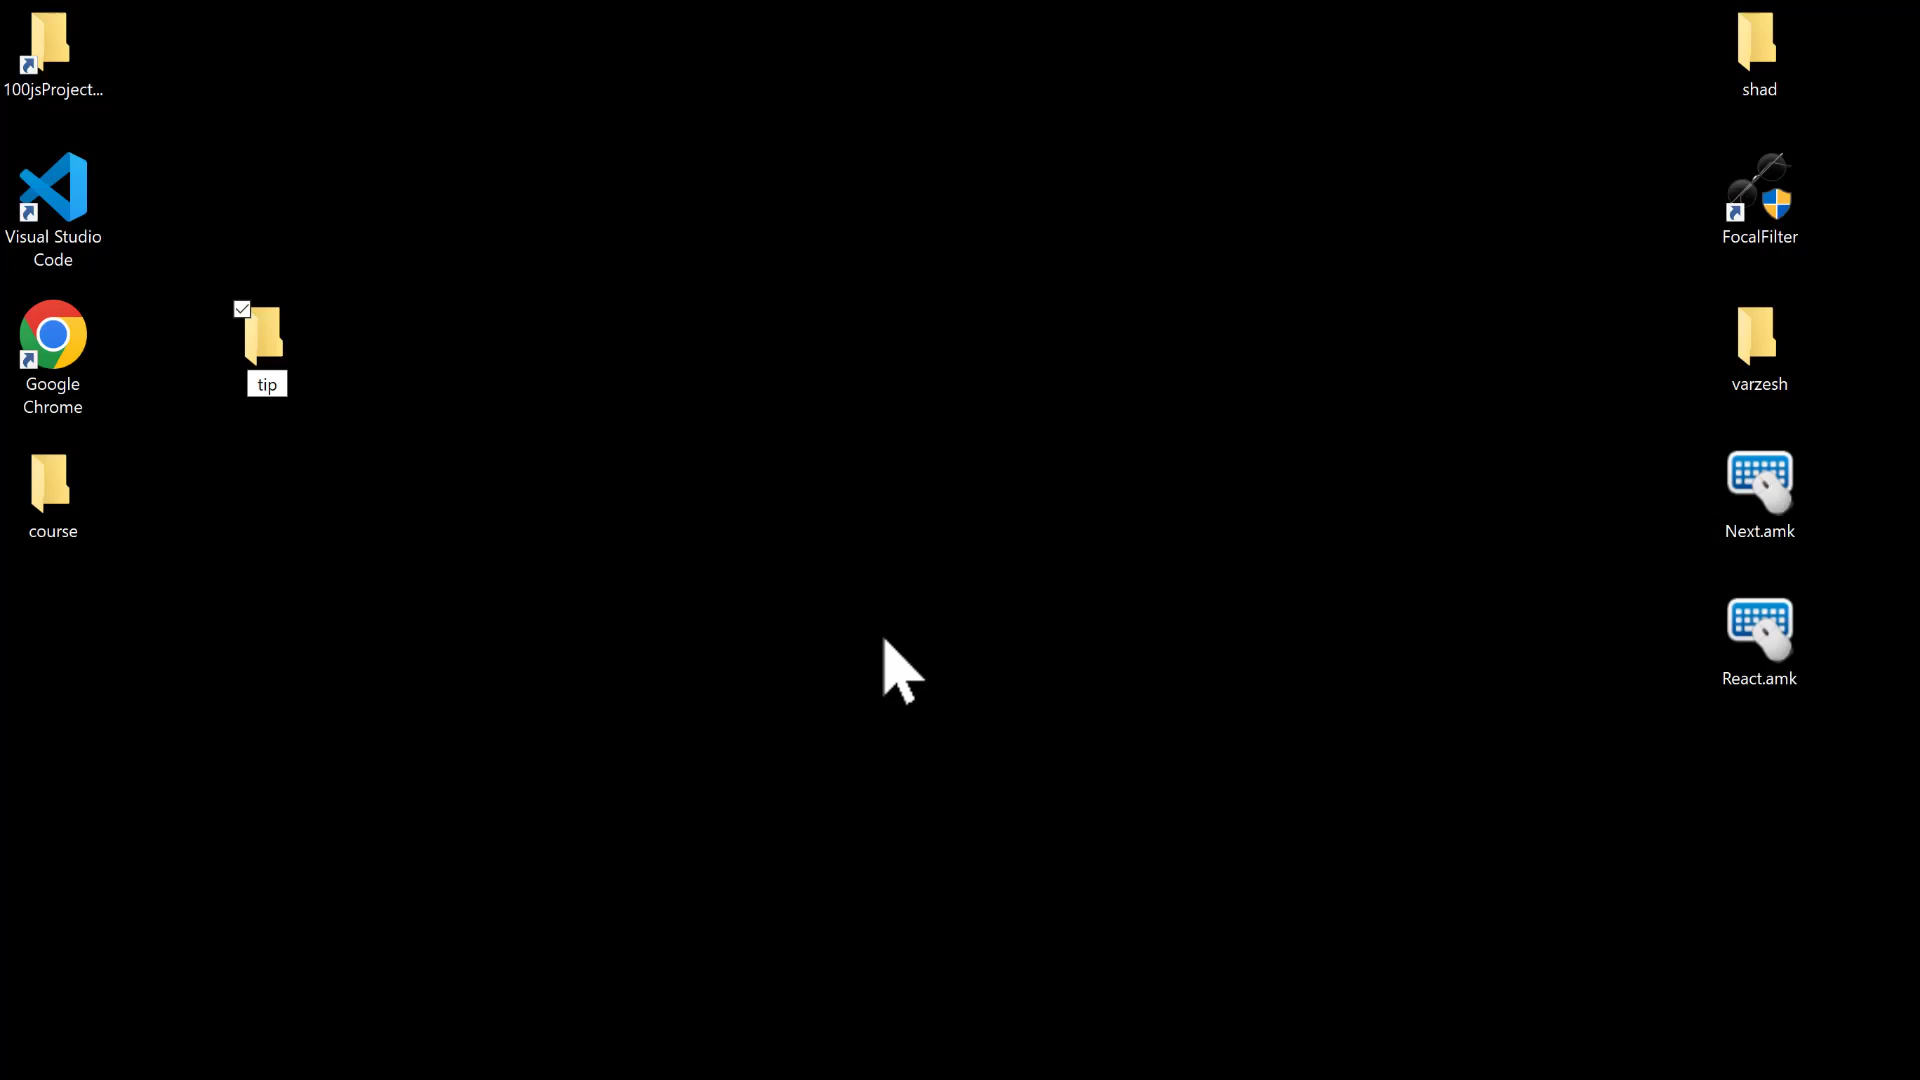 100jsProject...
Visual Studio
Code
Google
Chrome
course
tip
shad
FocalFilter
varzesh
Next.amk
React.amk